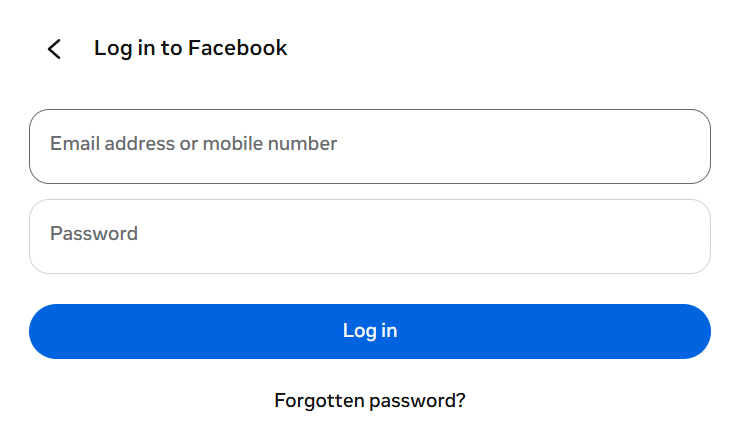 Log in to Facebook
Email address or mobile number
Password
Log in
Forgotten password?